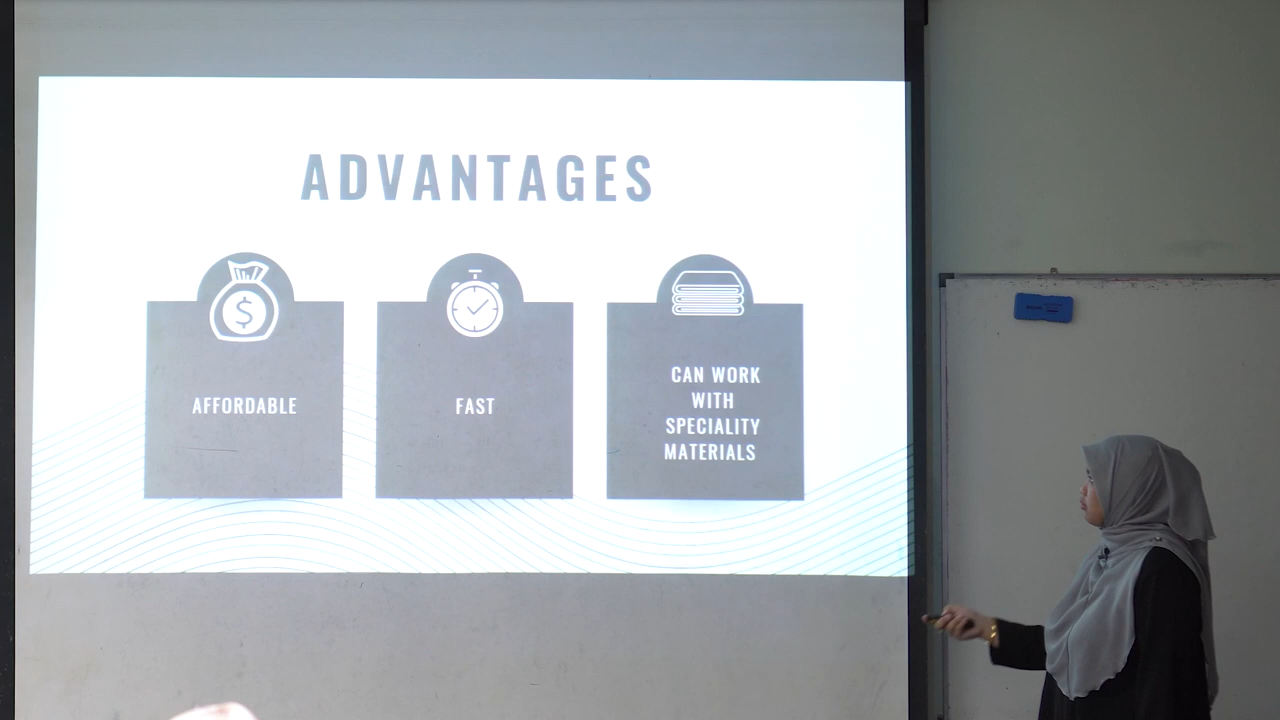 ADVANTAGES
AFFORDABLE
FAST
CAN WORK
WITH
SPECIALITY
MATERIALS